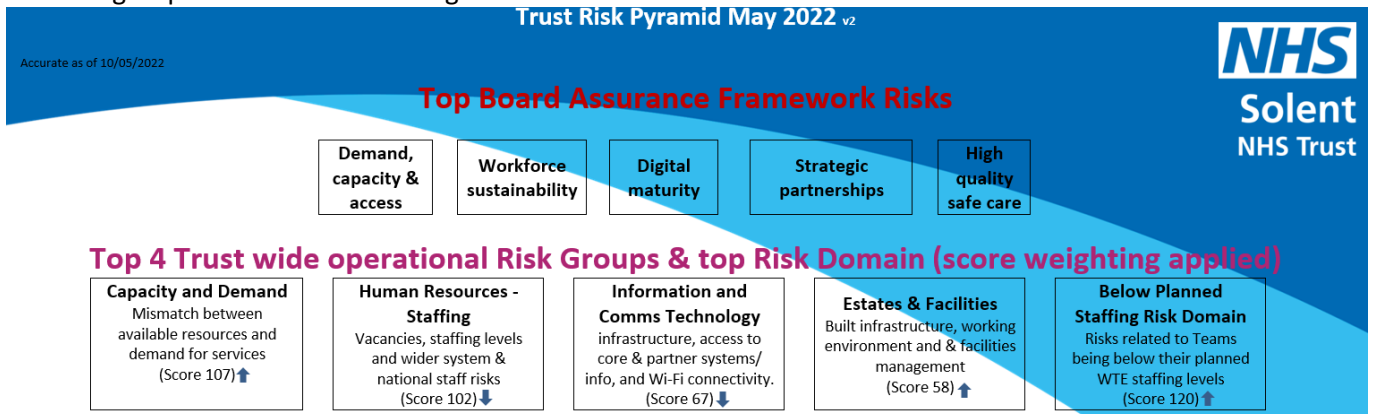 Trust Risk Pyramid May 2022 v2
Accurate as of 10/05/2022
NHS
Solent
NHS Trust
Top Board Assurance Framework Risks
Demand,
capacity &
access
Workforce
sustainability
Digital
maturity
Strategic
partnerships
High
quality
safe care
Top 4 Trust wide operational Risk Groups & top Risk Domain (score weighting applied)
Capacity and Demand
Mismatch between
available resources and
demand for services
(Score 107)
Human Resources -
Staffing
Vacancies, staffing levels
and wider system &
national staff risks
(Score 102)
Information and
Comms Technology
infrastructure, access to
core & partner systems/
info, and Wi-Fi connectivity.
(Score 67)
Estates & Facilities
Built infrastructure, working
environment and & facilities
management
(Score 58)
Below Planned
Staffing Risk Domain
Risks related to Teams
being below their planned
WTE staffing levels
(Score 120)